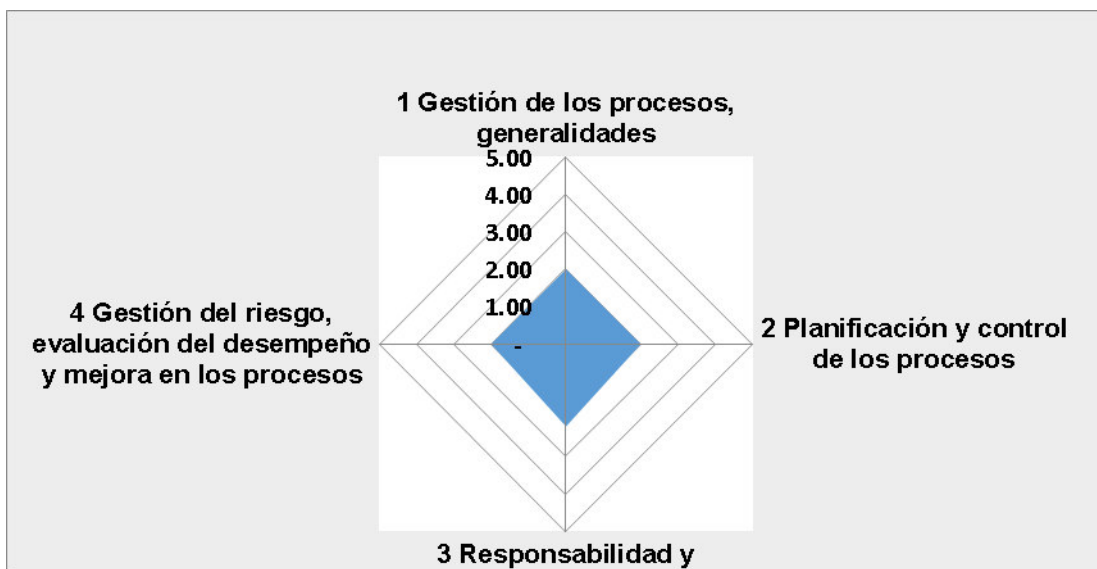 1 Gestión de los procesos,
generalidades
5.00
4.00
3.00
2.00
1.00
-
4 Gestión del riesgo,
evaluación del desempeño
y mejora en los procesos
2 Planificación y control
de los procesos
3 Responsabilidad y